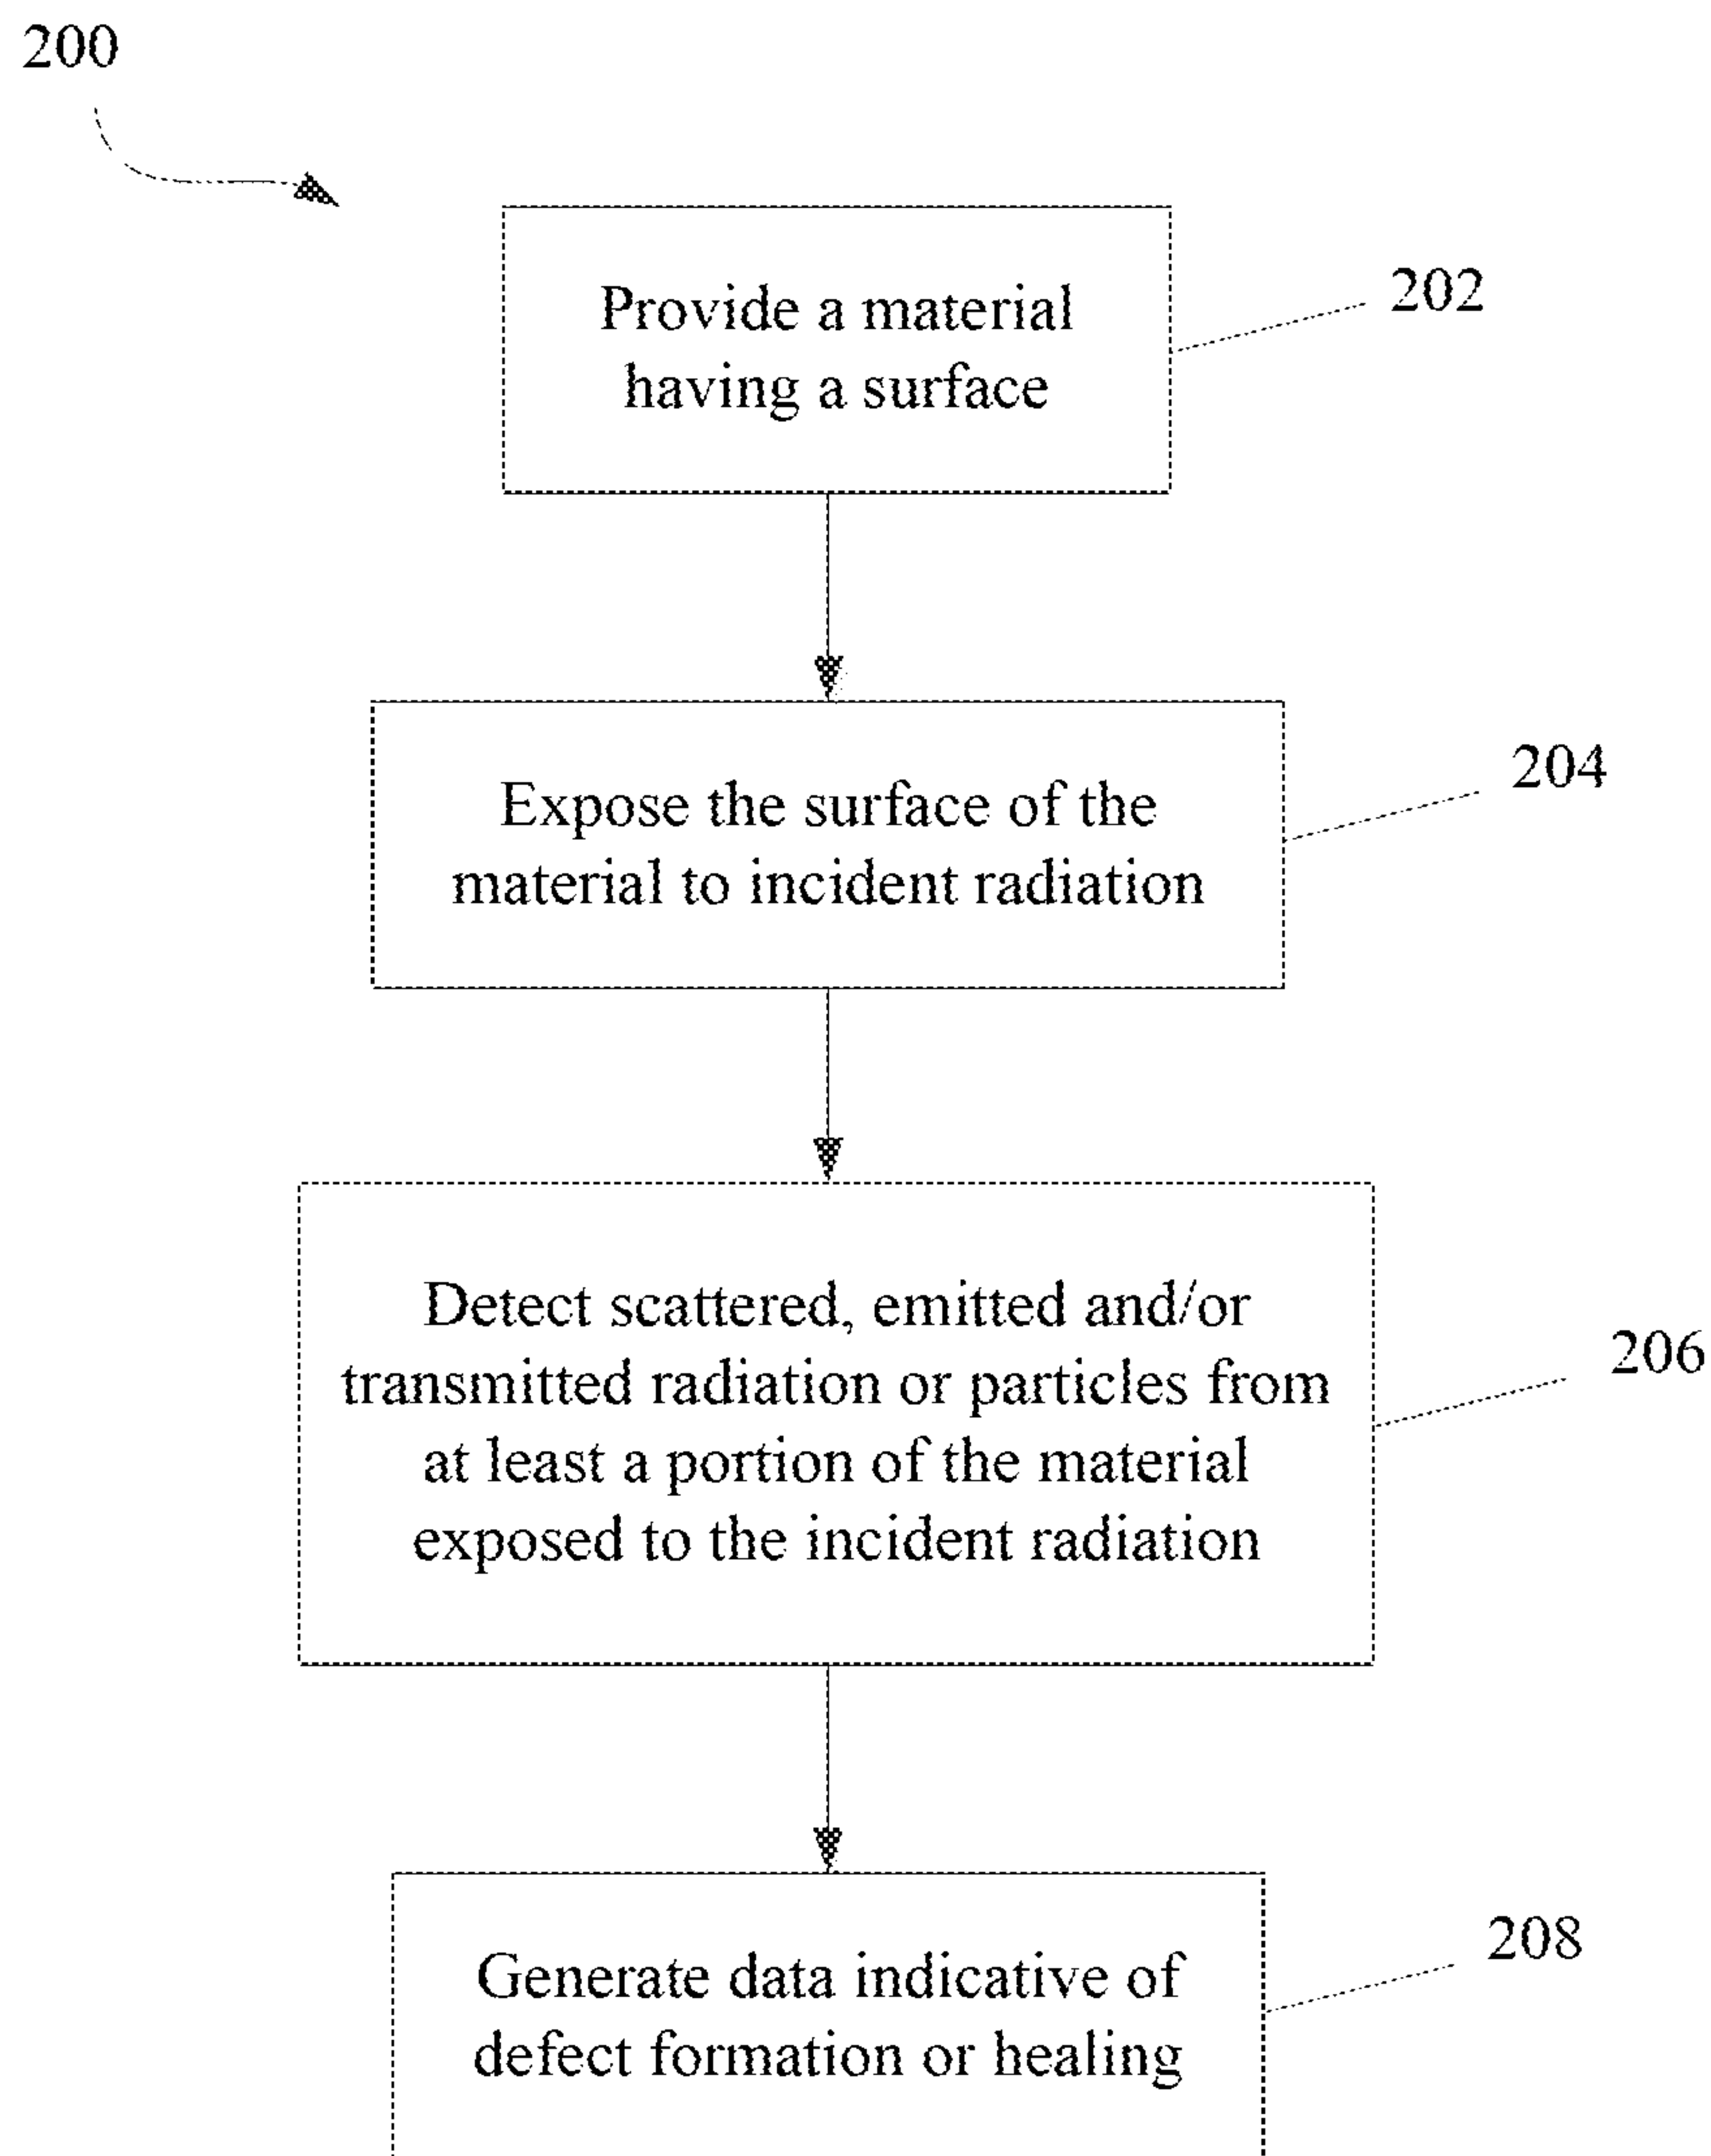 200
Provide a material
having a surface
202
Expose the surface of the
material to incident radiation
204
Detect scattered, emitted and/or
transmitted radiation or particles from
at least a portion of the material
exposed to the incident radiation
206
Generate data indicative of
defect formation or healing
208